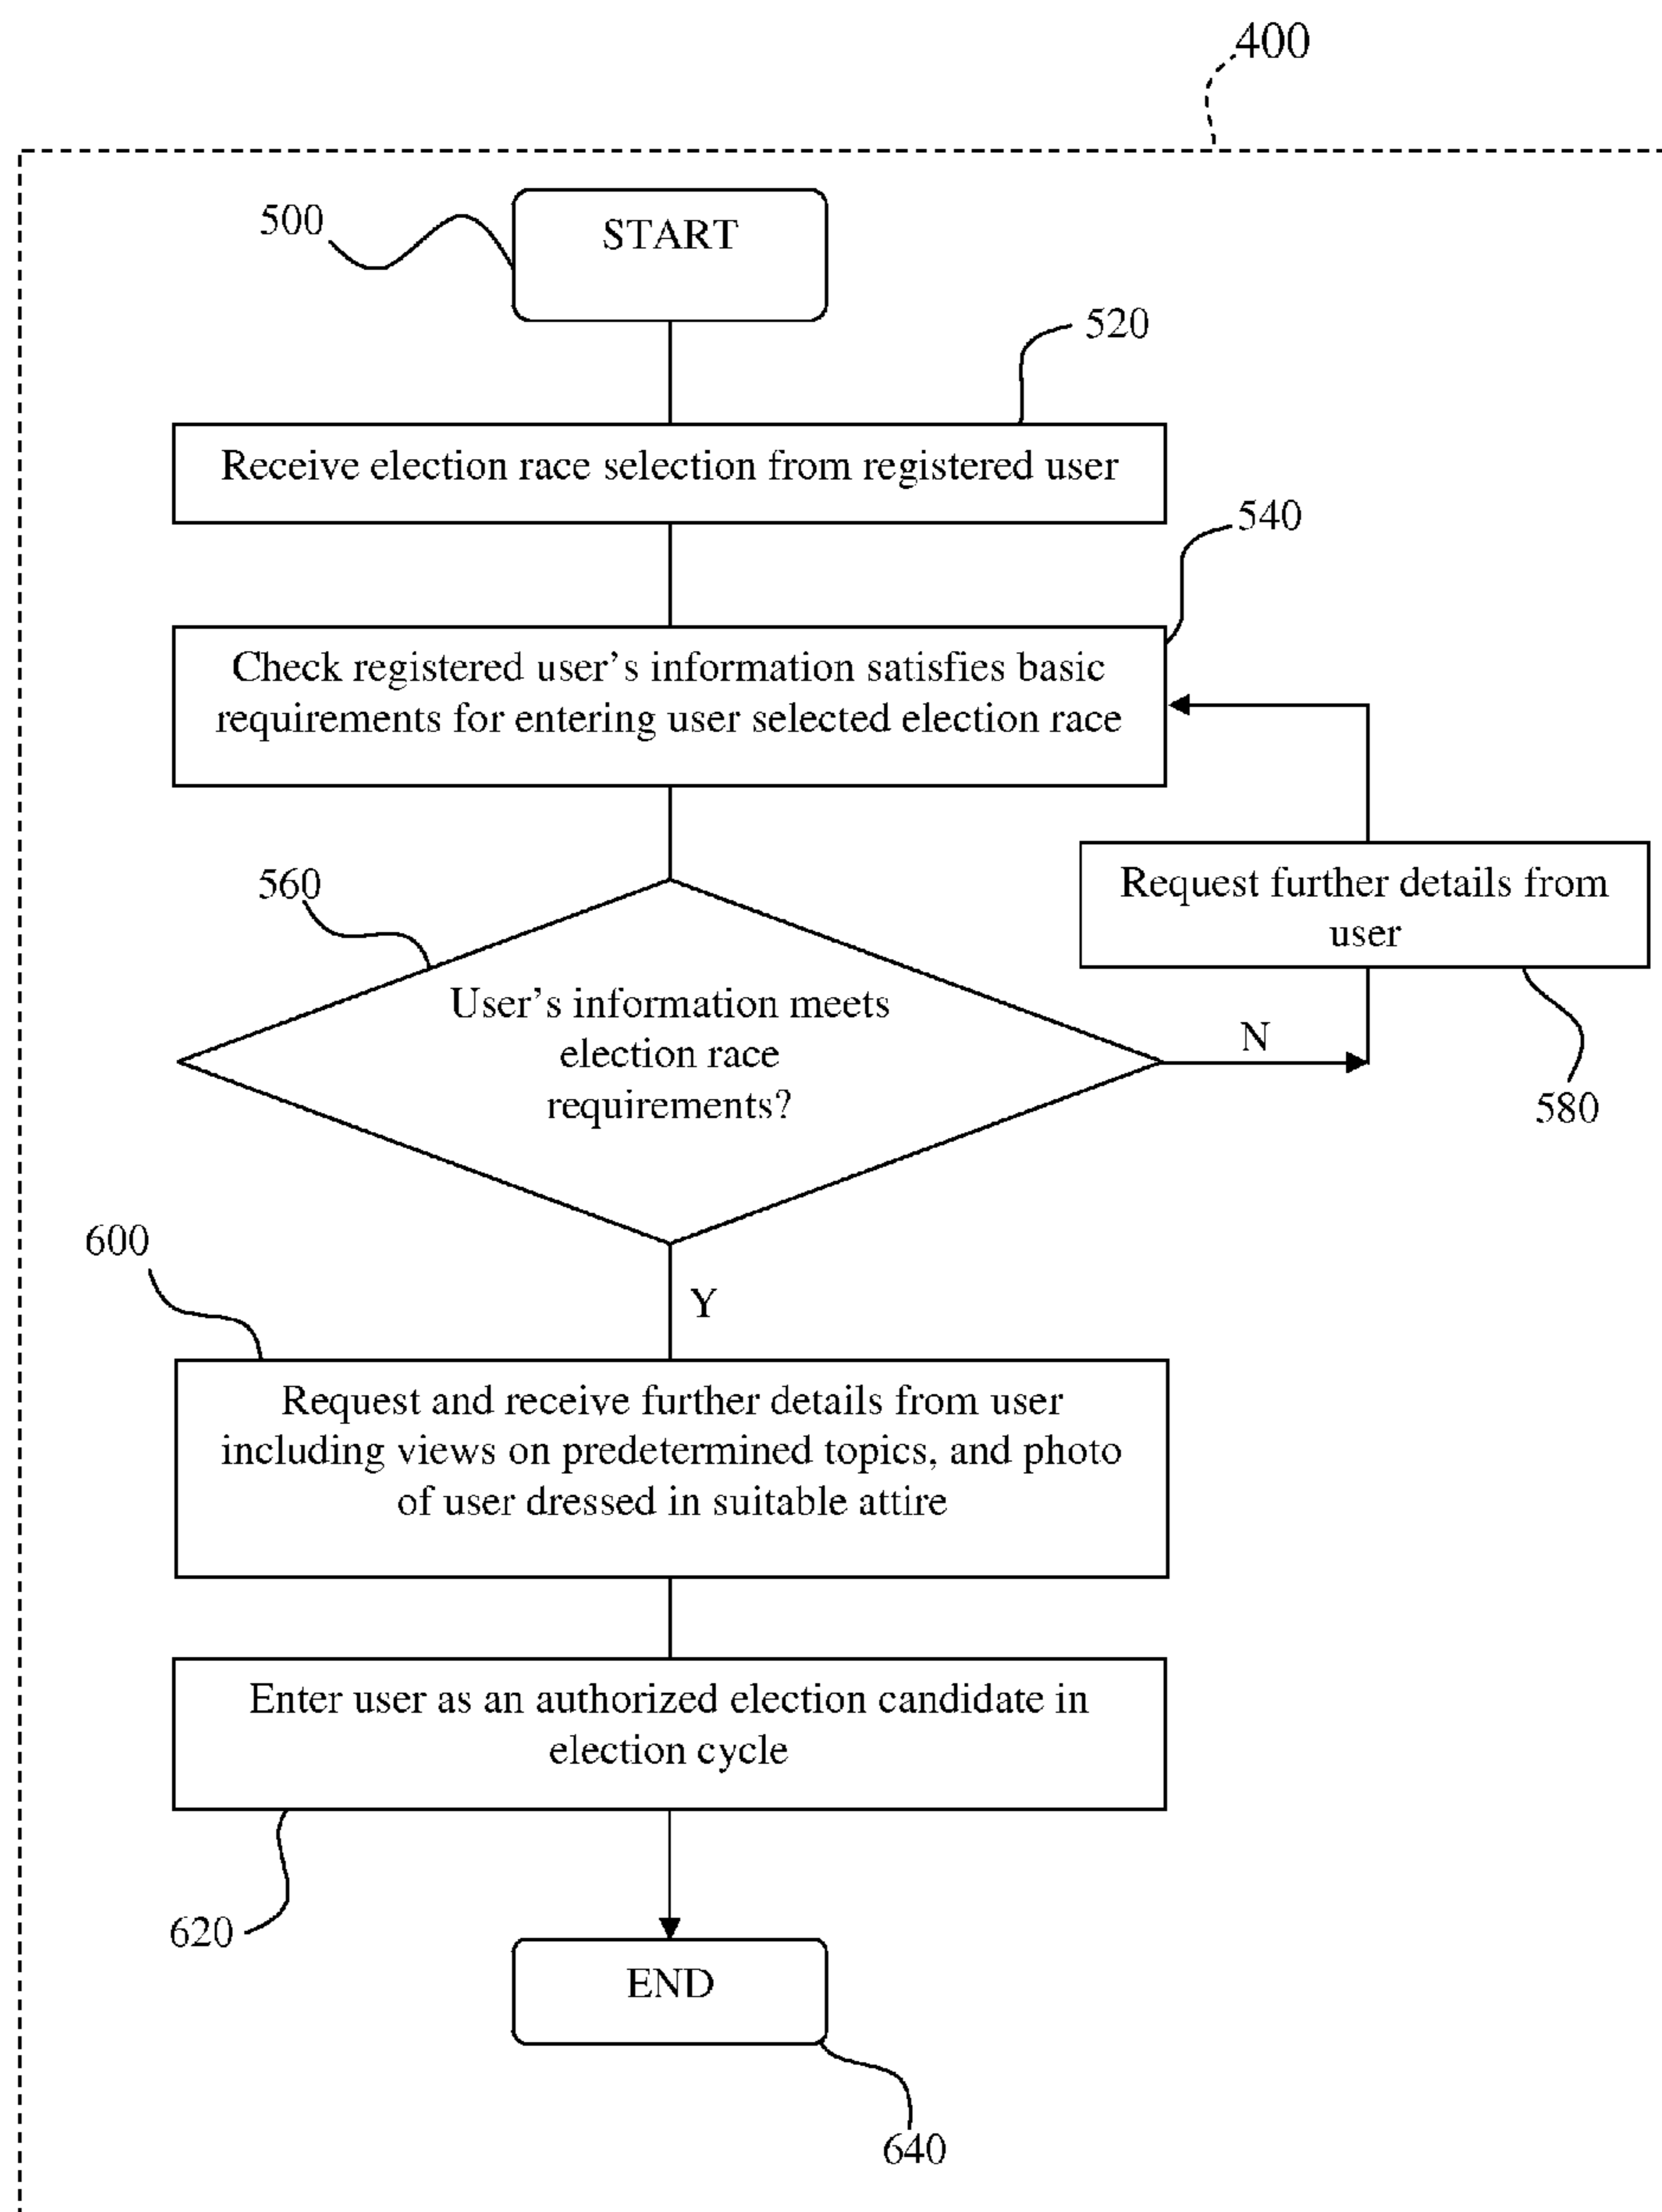 400
500
START
520
Receive election race selection from registered user
540
Check registered user’s information satisfies basic
requirements for entering user selected election race
560
Request further details from
user
User’s information meets
election race
requirements?
N
580
600
Y
Request and receive further details from user
including views on predetermined topics, and photo
of user dressed in suitable attire
Enter user as an authorized election candidate in
election cycle
620
END
640